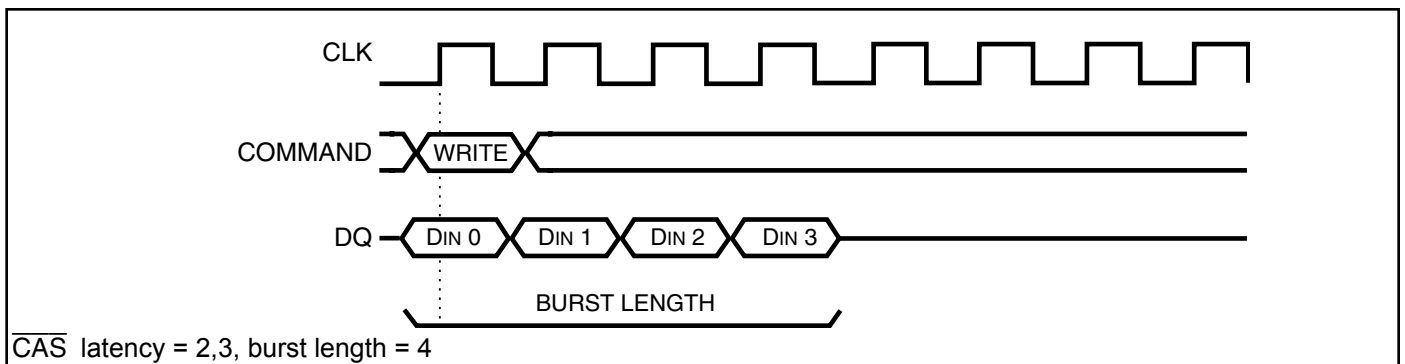 CLK
COMMAND
WRITE
DQ
DIN 0
DIN 1
DIN 2
DIN 3
BURST LENGTH
CAS latency = 2,3, burst length = 4